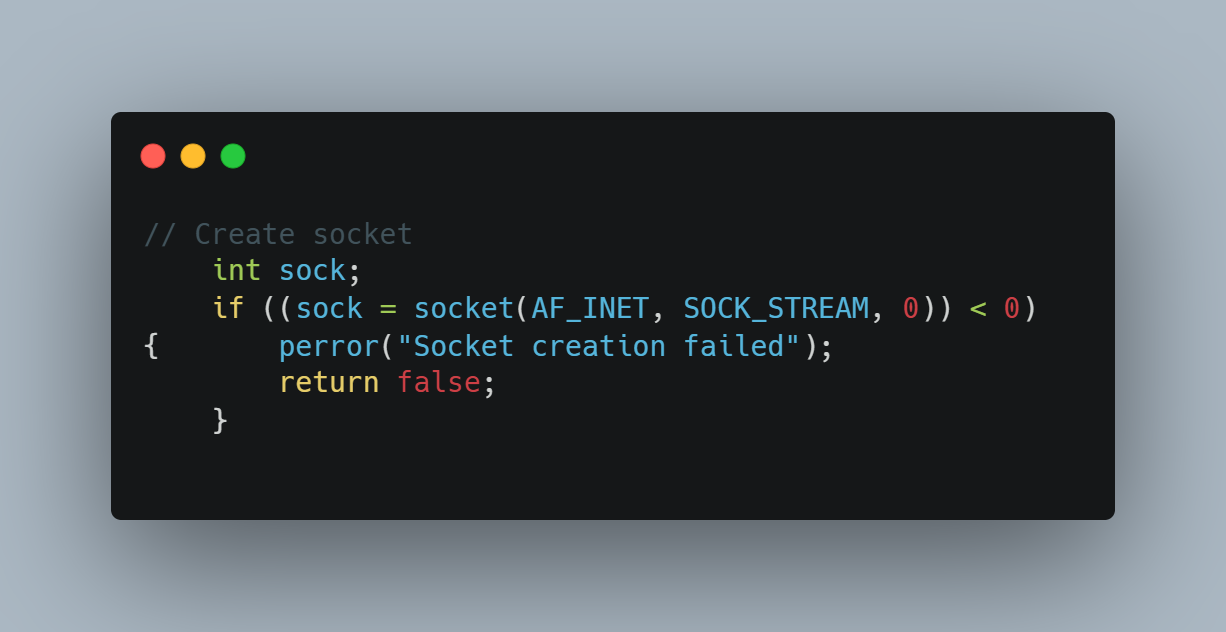 // Create socket
    int sock;
    if ((sock = socket(AF_INET, SOCK_STREAM, 0)) < 0)
{       perror("Socket creation failed");
        return false;
    }